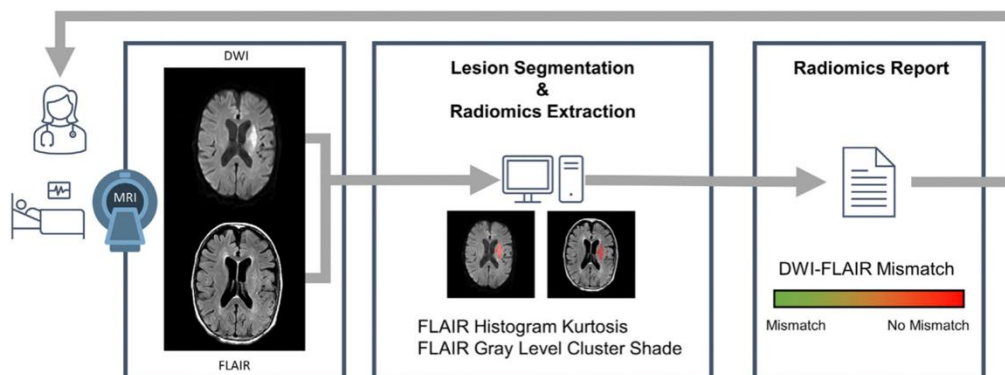 DWI
MRI
FLAIR
Lesion Segmentation
&
Radiomics Extraction
FLAIR Histogram Kurtosis
FLAIR Gray Level Cluster Shade
Radiomics Report
DWI-FLAIR Mismatch
Mismatch
No Mismatch